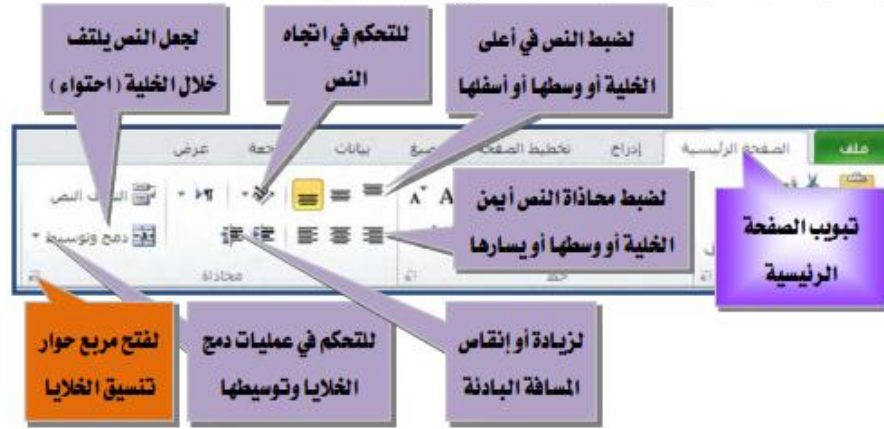 لضبط النص في أعلى
الخلية أو وسطها أو أسفلها
للتحكم في اتجاه
النص
لجعل النص يلتف
خلال الخلية ( احتواء )
ملف
الصفحة الرئيسية
إدراج
تخطيط الصفحة
صيغ
بيانات
عرض
تبويب الصفحة
الرئيسية
لضبط محاذاة النص أيمن
الخلية أو وسطها أو يسارها
التفاف النص
دمج وتوسيط
محاذاة
خط
لزيادة أو إنقاص
المسافة البادئة
للتحكم في عمليات دمج
الخلايا وتوسيطها
لفتح مربع حوار
تنسيق الخلايا